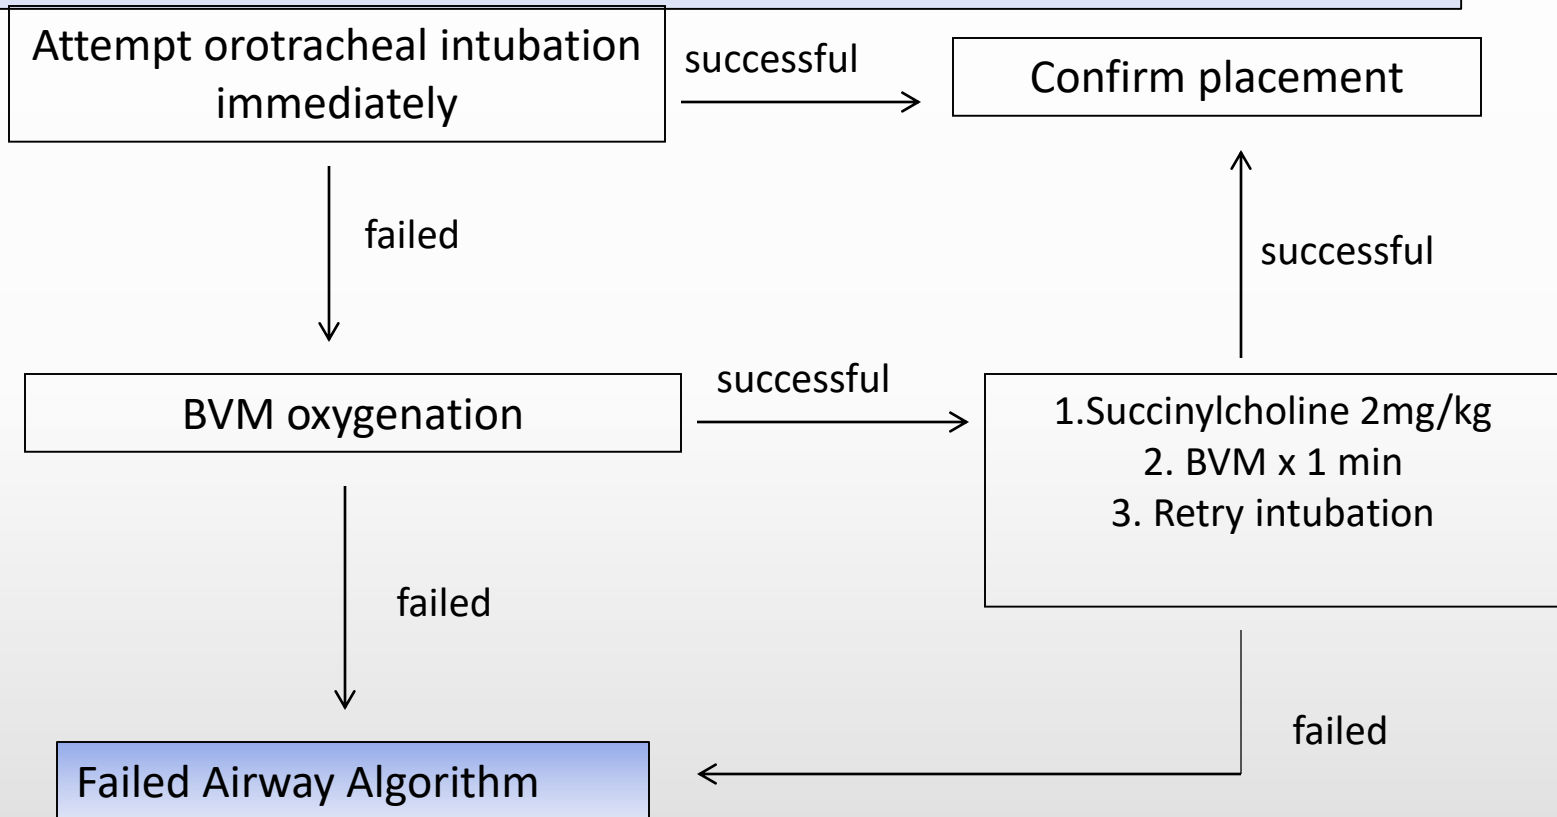 Attempt orotracheal intubation
immediately
successful
Confirm placement
failed
successful
BVM oxygenation
successful
1.Succinylcholine 2mg/kg
2. BVM x 1 min
3. Retry intubation
failed
failed
Failed Airway Algorithm